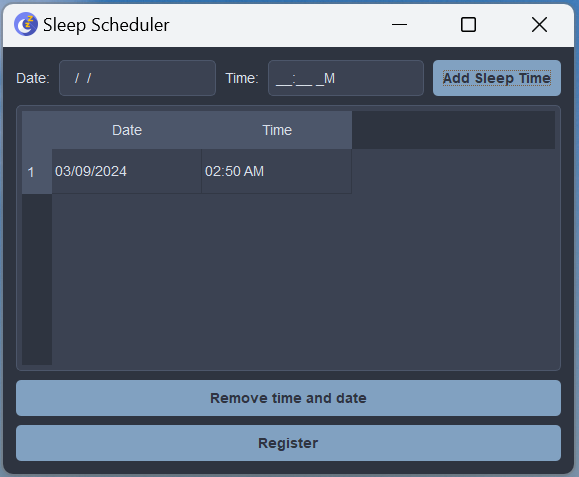 Sleep Scheduler
Date: / / Time: __:__ _M Add Sleep Time
Date Time
1 03/09/2024 02:50 AM
Remove time and date
Register